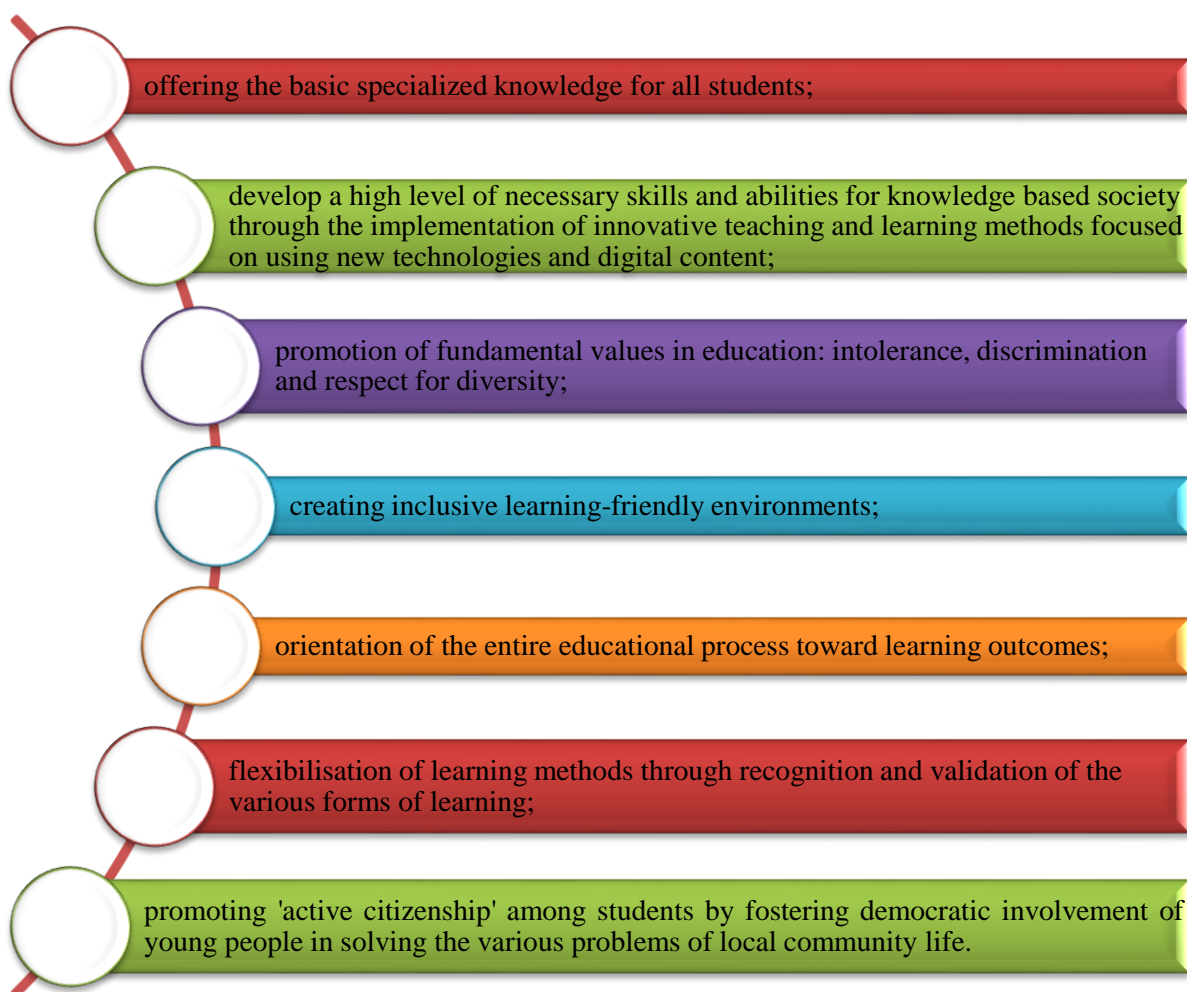 offering the basic specialized knowledge for all students;
develop a high level of necessary skills and abilities for knowledge based society
through the implementation of innovative teaching and learning methods focused
on using new technologies and digital content;
promotion of fundamental values in education: intolerance, discrimination
and respect for diversity;
creating inclusive learning-friendly environments;
orientation of the entire educational process toward learning outcomes;
flexibilisation of learning methods through recognition and validation of the
various forms of learning;
promoting 'active citizenship' among students by fostering democratic involvement of
young people in solving the various problems of local community life.